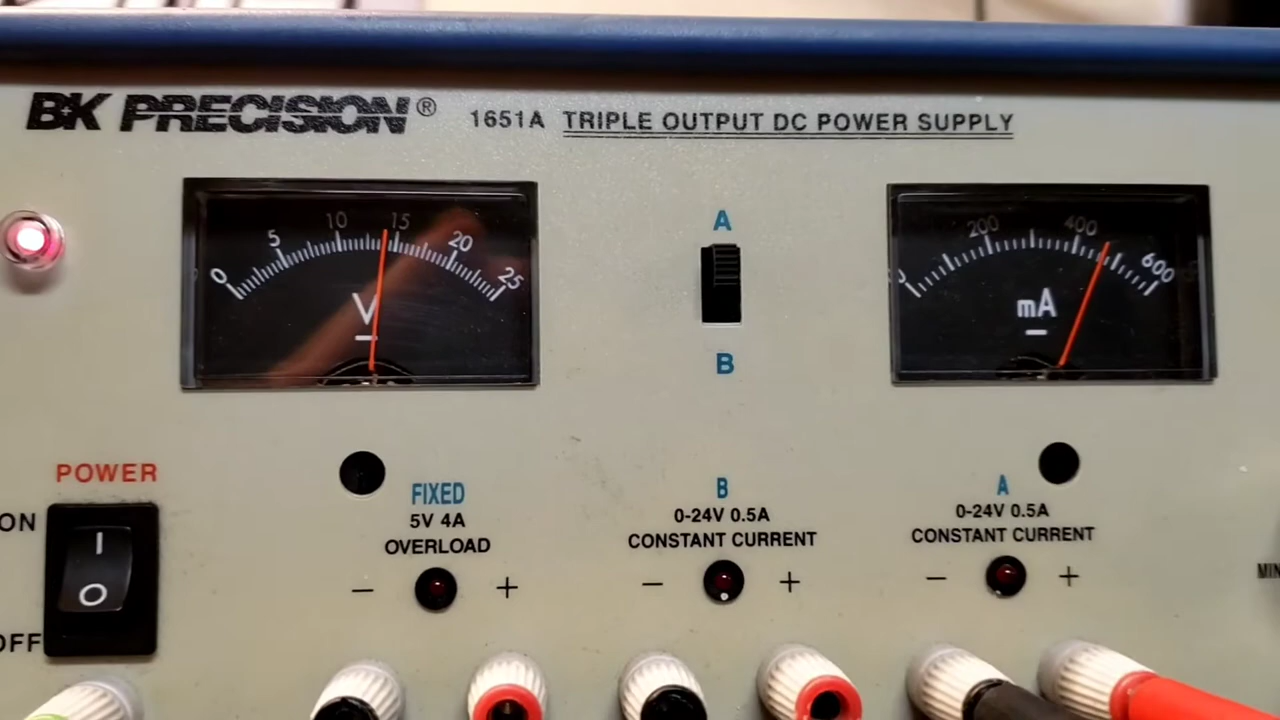 BK PRECISION® 1651A TRIPLE OUTPUT DC POWER SUPPLY
0 5 10 15 20 25
V
A
B
200 400 600
mA
POWER
ON
OFF
FIXED
5V 4A
OVERLOAD
− +
B
0-24V 0.5A
CONSTANT CURRENT
− +
A
0-24V 0.5A
CONSTANT CURRENT
− +
MIN